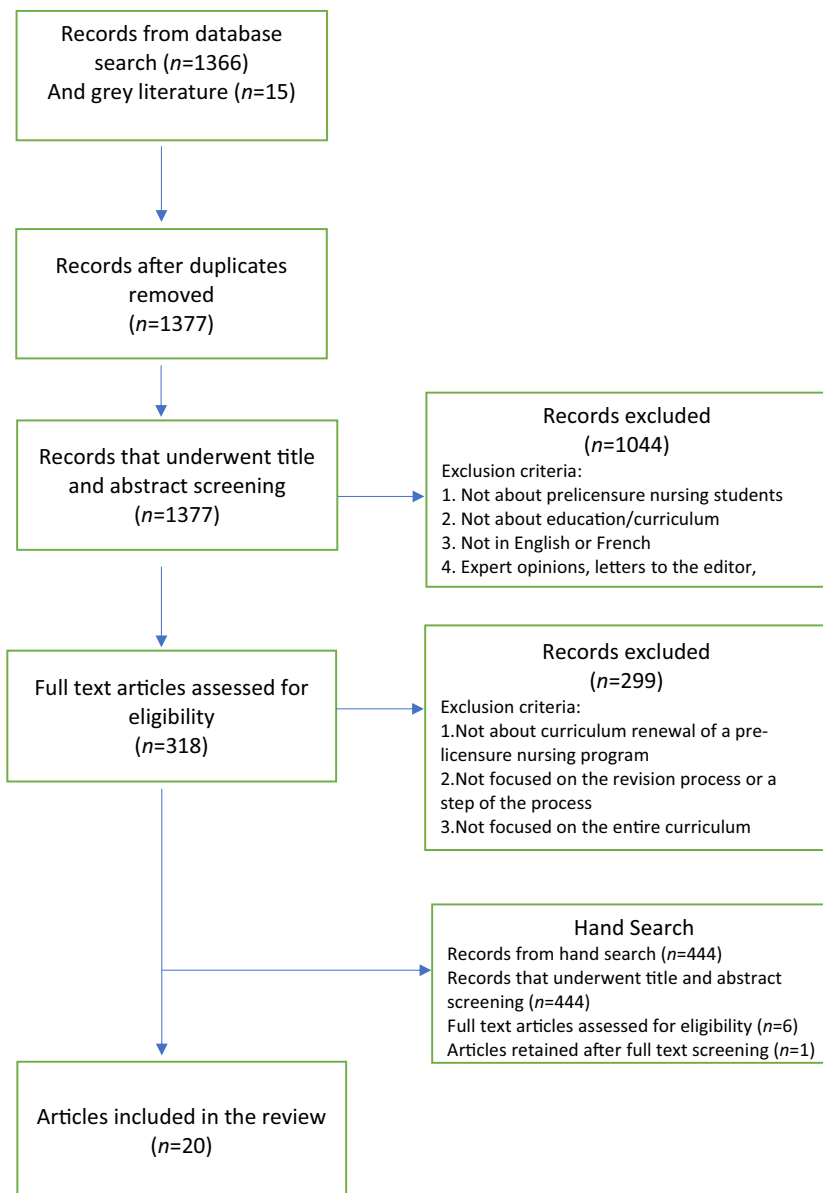 Records from database
search (n=1366)
And grey literature (n=15)
Records after duplicates
removed
(n=1377)
Records that underwent title
and abstract screening
(n=1377)
Records excluded
(n=1044)
Exclusion criteria:
1. Not about prelicensure nursing students
2. Not about education/curriculum
3. Not in English or French
4. Expert opinions, letters to the editor,
Full text articles assessed for
eligibility
(n=318)
Records excluded
(n=299)
Exclusion criteria:
1.Not about curriculum renewal of a pre-
licensure nursing program
2.Not focused on the revision process or a
step of the process
3.Not focused on the entire curriculum
Hand Search
Records from hand search (n=444)
Records that underwent title and abstract
screening (n=444)
Full text articles assessed for eligibility (n=6)
Articles retained after full text screening (n=1)
Articles included in the review
(n=20)